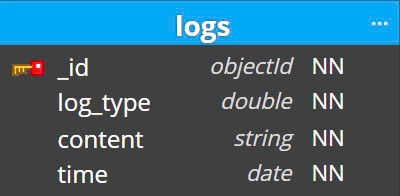 logs ...
_id objectId NN
log_type double NN
content string NN
time date NN